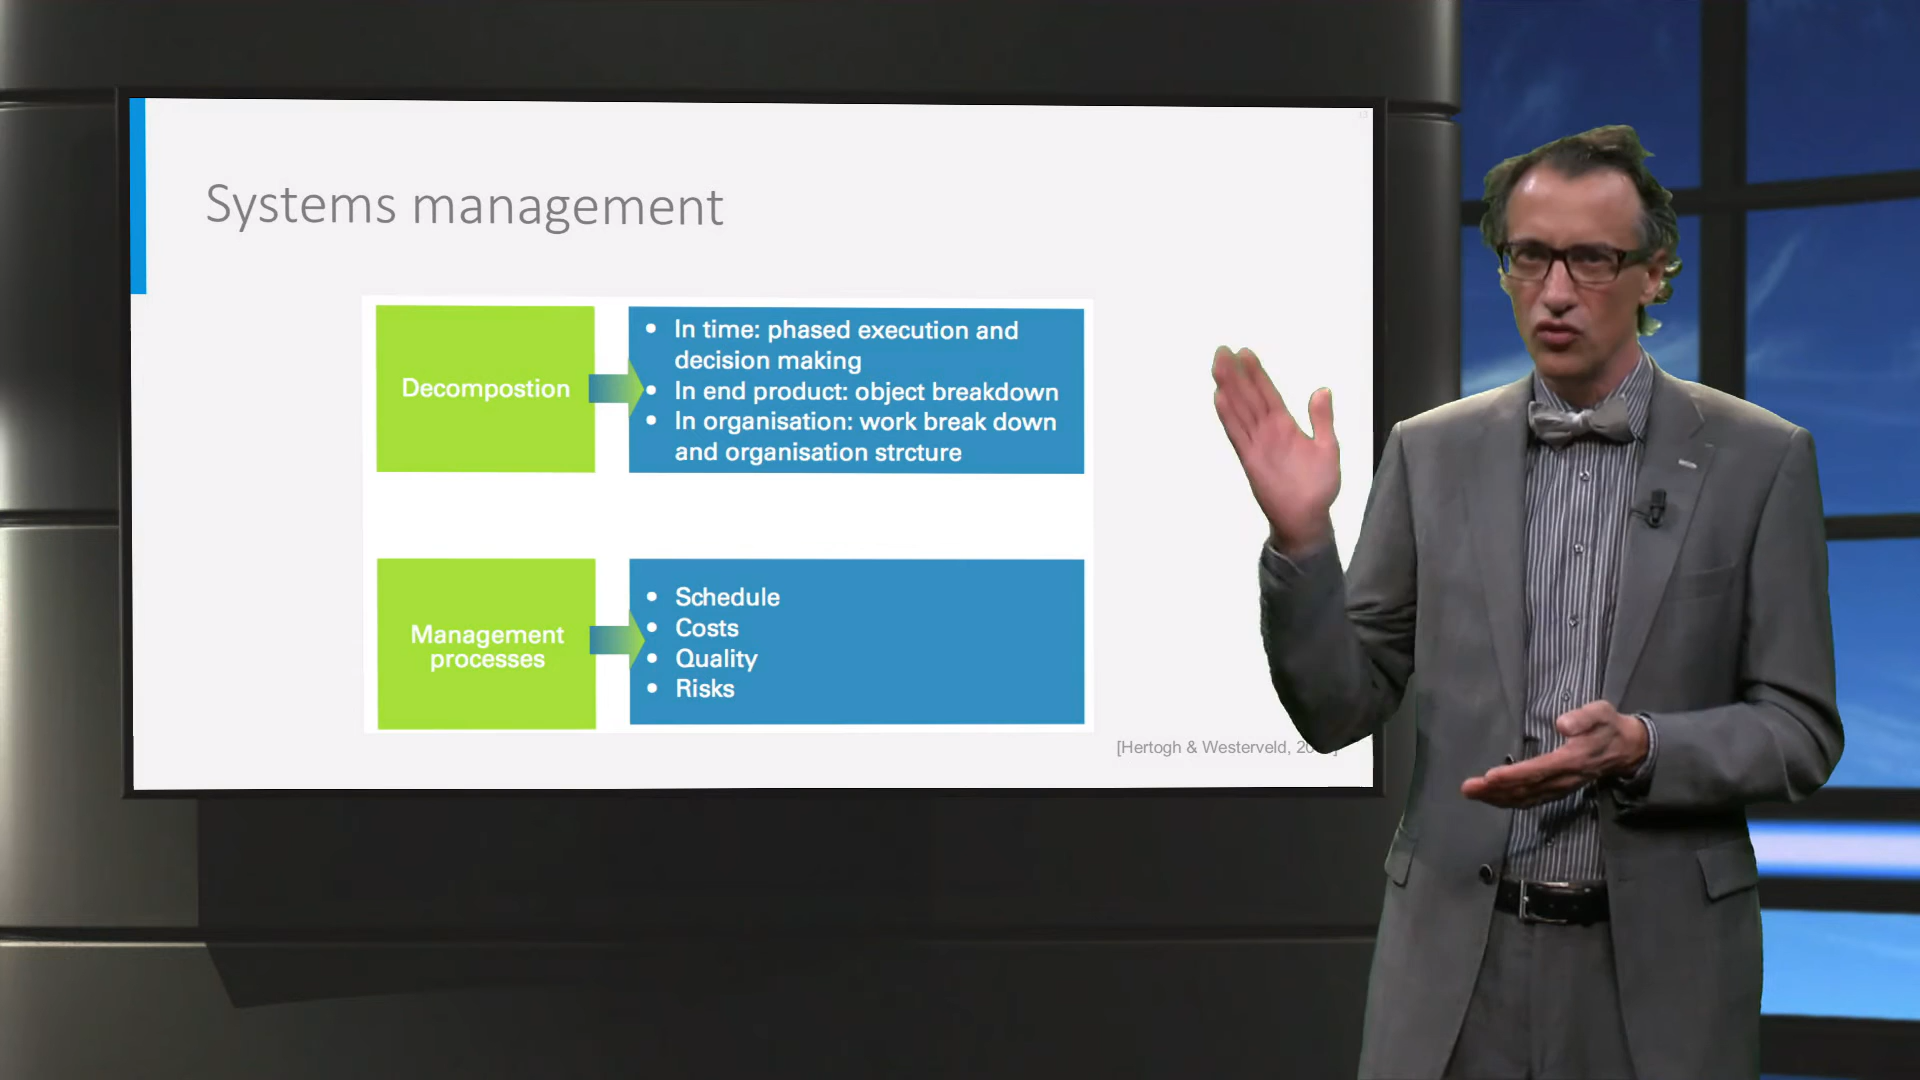 13
Systems management
Decompostion
• In time: phased execution and
decision making
• In end product: object breakdown
• In organisation: work break down
and organisation strcture
Management
processes
• Schedule
• Costs
• Quality
• Risks
[Hertogh & Westerveld,